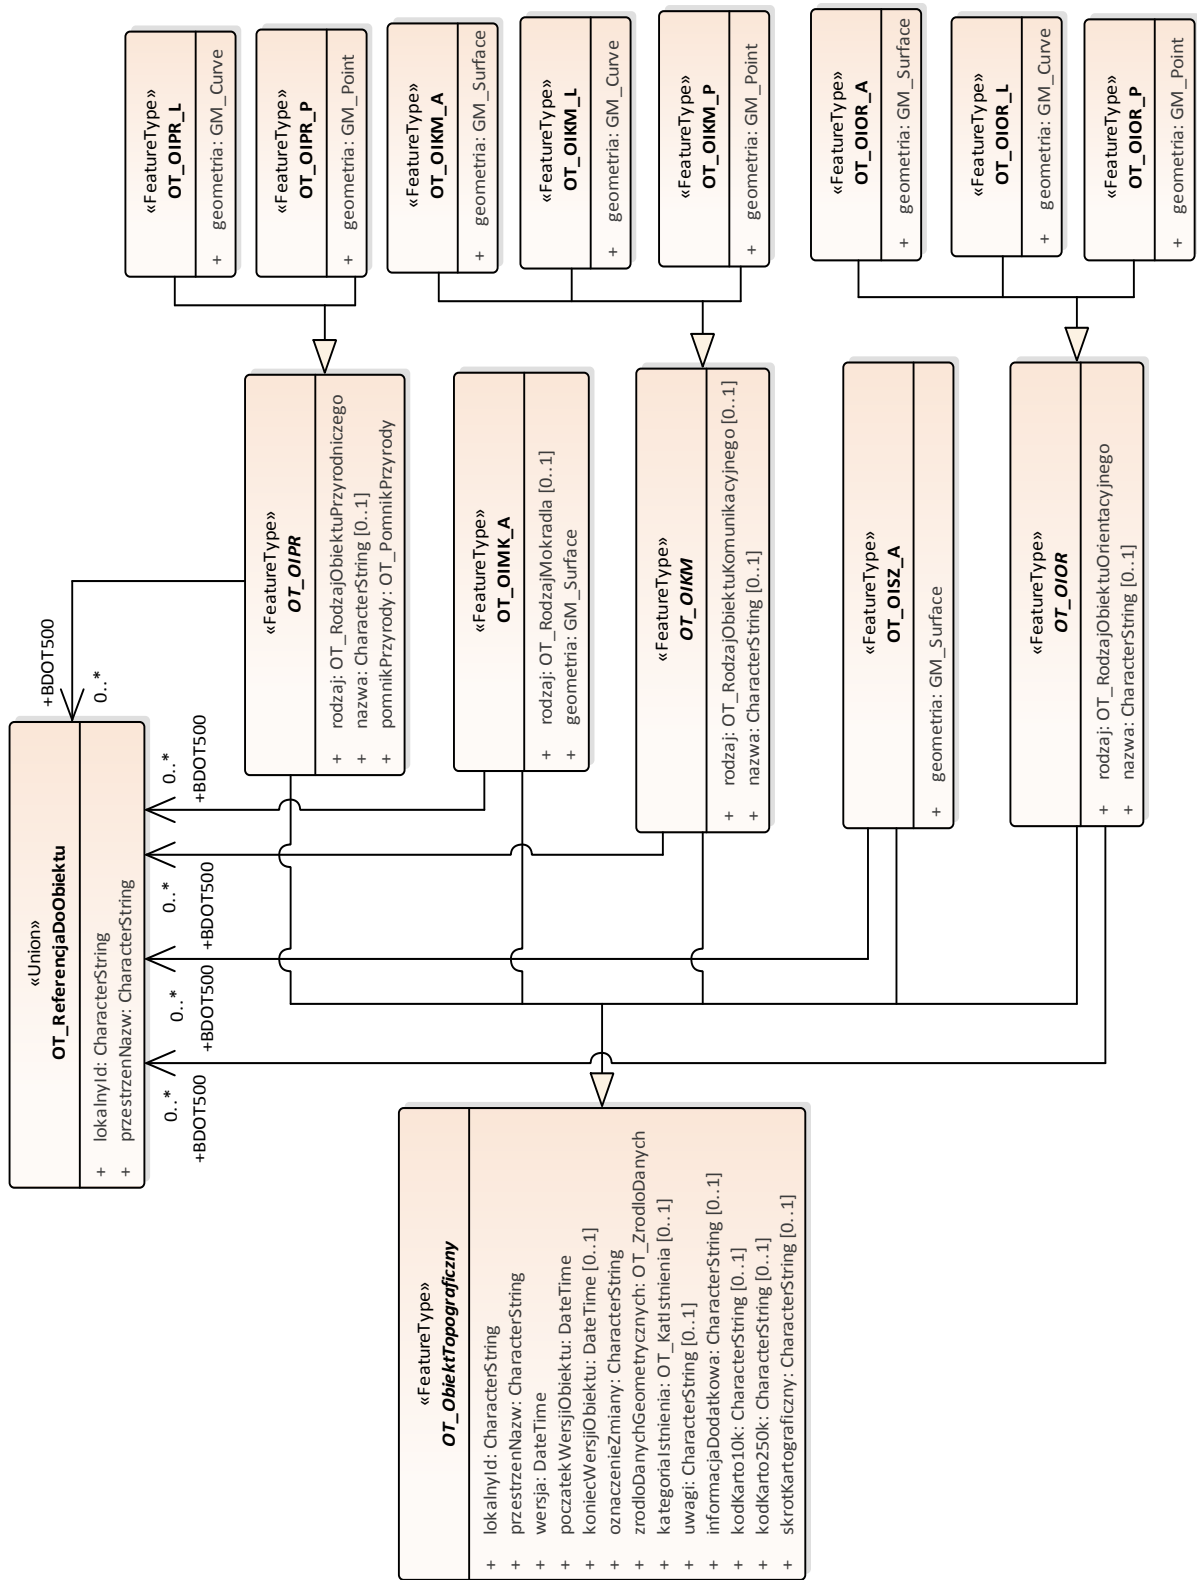 «FeatureType»
OT_OIPR_L
+ geometria: GM_Curve
«FeatureType»
OT_OIPR_P
+ geometria: GM_Point
«FeatureType»
OT_OIKM_A
+ geometria: GM_Surface
«FeatureType»
OT_OIKM_L
+ geometria: GM_Curve
«FeatureType»
OT_OIKM_P
+ geometria: GM_Point
«FeatureType»
OT_OIOR_A
+ geometria: GM_Surface
«FeatureType»
OT_OIOR_L
+ geometria: GM_Curve
«FeatureType»
OT_OIOR_P
+ geometria: GM_Point
«FeatureType»
OT_OIPR
+ rodzaj: OT_RodzajObiektuPrzyrodniczego
+ nazwa: CharacterString [0..1]
+ pomnikPrzyrody: OT_PomnikPrzyrody
«FeatureType»
OT_OIMK_A
+ rodzaj: OT_RodzajMokradla [0..1]
+ geometria: GM_Surface
«FeatureType»
OT_OIKM
+ rodzaj: OT_RodzajObiektuKomunikacyjnego [0..1]
+ nazwa: CharacterString [0..1]
«FeatureType»
OT_OISZ_A
+ geometria: GM_Surface
«FeatureType»
OT_OIOR
+ rodzaj: OT_RodzajObiektuOrientacyjnego
+ nazwa: CharacterString [0..1]
+BDOT500
0..*
0..*
+BDOT500
0..*
+BDOT500
0..*
+BDOT500
0..*
+BDOT500
«Union»
OT_ReferencjaDoObiektu
+ lokalnyId: CharacterString
+ przestrzenNazw: CharacterString
«FeatureType»
OT_ObiektTopograficzny
+ lokalnyId: CharacterString
+ przestrzenNazw: CharacterString
+ wersja: DateTime
+ poczatekWersjiObiektu: DateTime
+ koniecWersjiObiektu: DateTime [0..1]
+ oznaczenieZmiany: CharacterString
+ zrodloDanychGeometrycznych: OT_ZrodloDanych
+ kategoriaIstnienia: OT_KatIstnienia [0..1]
+ uwagi: CharacterString [0..1]
+ informacjaDodatkowa: CharacterString [0..1]
+ kodKarto10k: CharacterString [0..1]
+ kodKarto250k: CharacterString [0..1]
+ skrotKartograficzny: CharacterString [0..1]